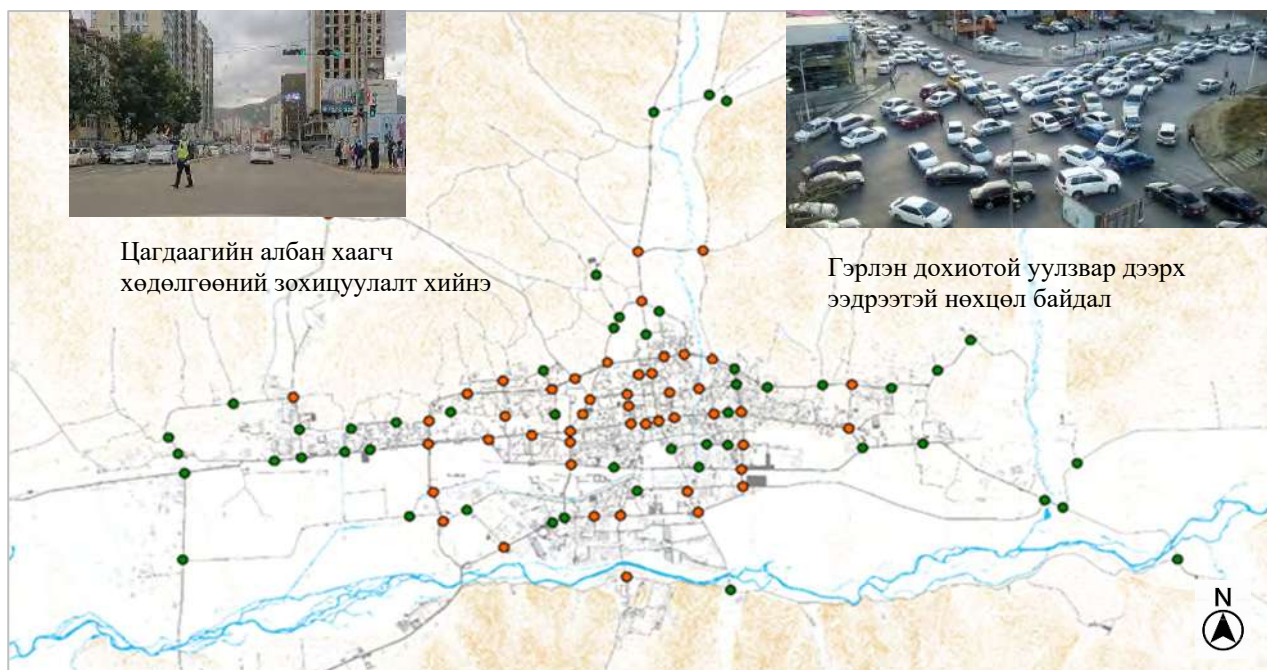 Цагдаагийн албан хаагч
хөдөлгөөний зохицуулалт хийнэ
Гэрлэн дохиотой уулзвар дээрх
ээдрээтэй нөхцөл байдал
N